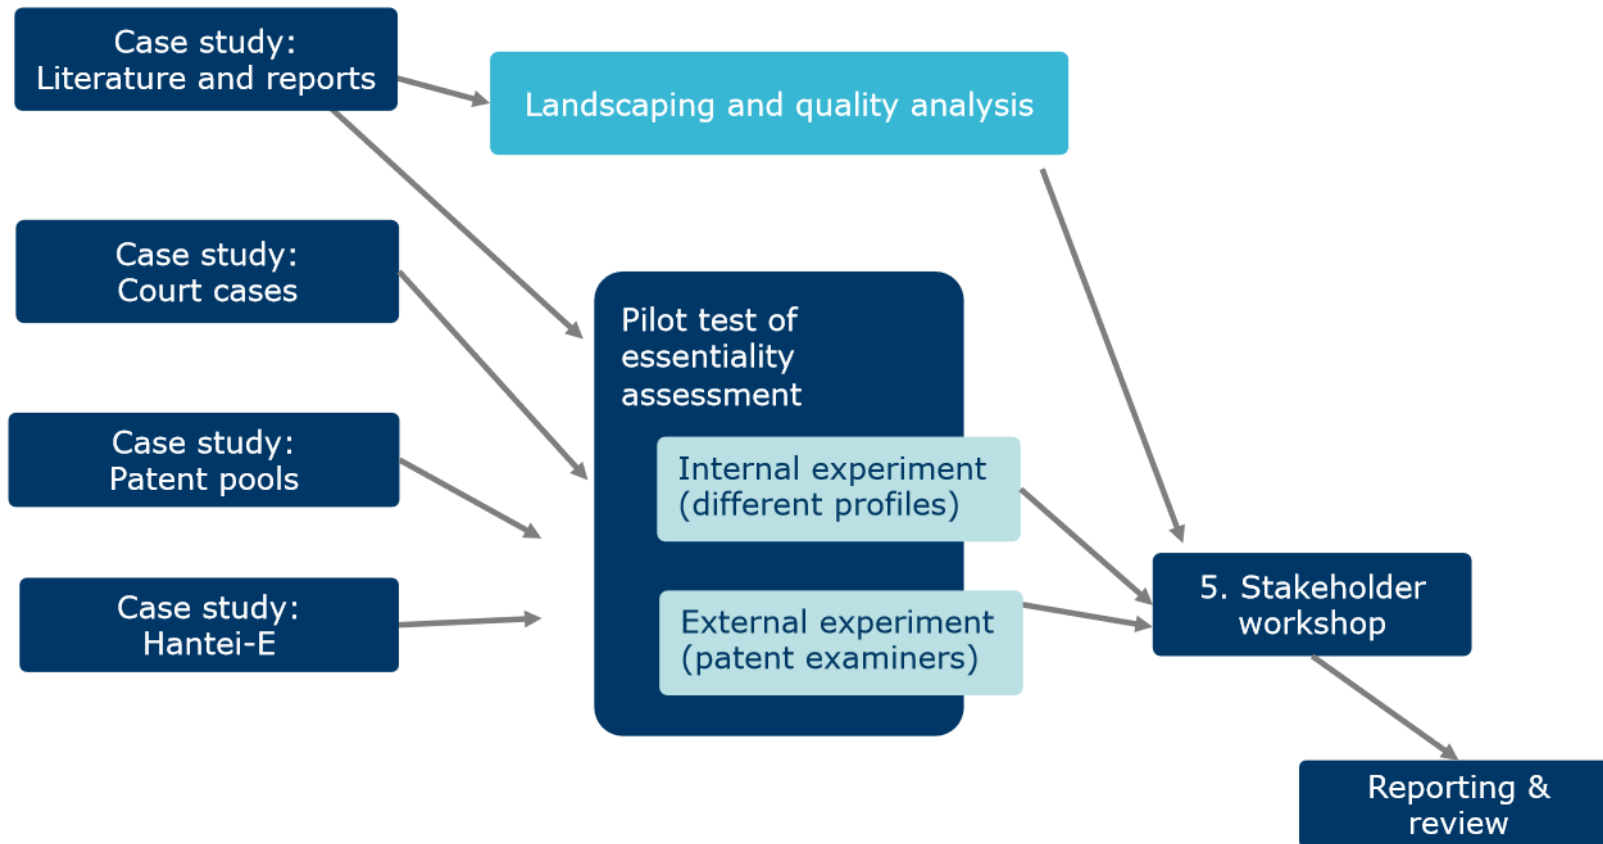 Case study:
Literature and reports
Landscaping and quality analysis
Case study:
Court cases
Pilot test of
essentiality
assessment
Case study:
Patent pools
Internal experiment
(different profiles)
Case study:
Hantei-E
External experiment
(patent examiners)
5. Stakeholder
workshop
Reporting &
review